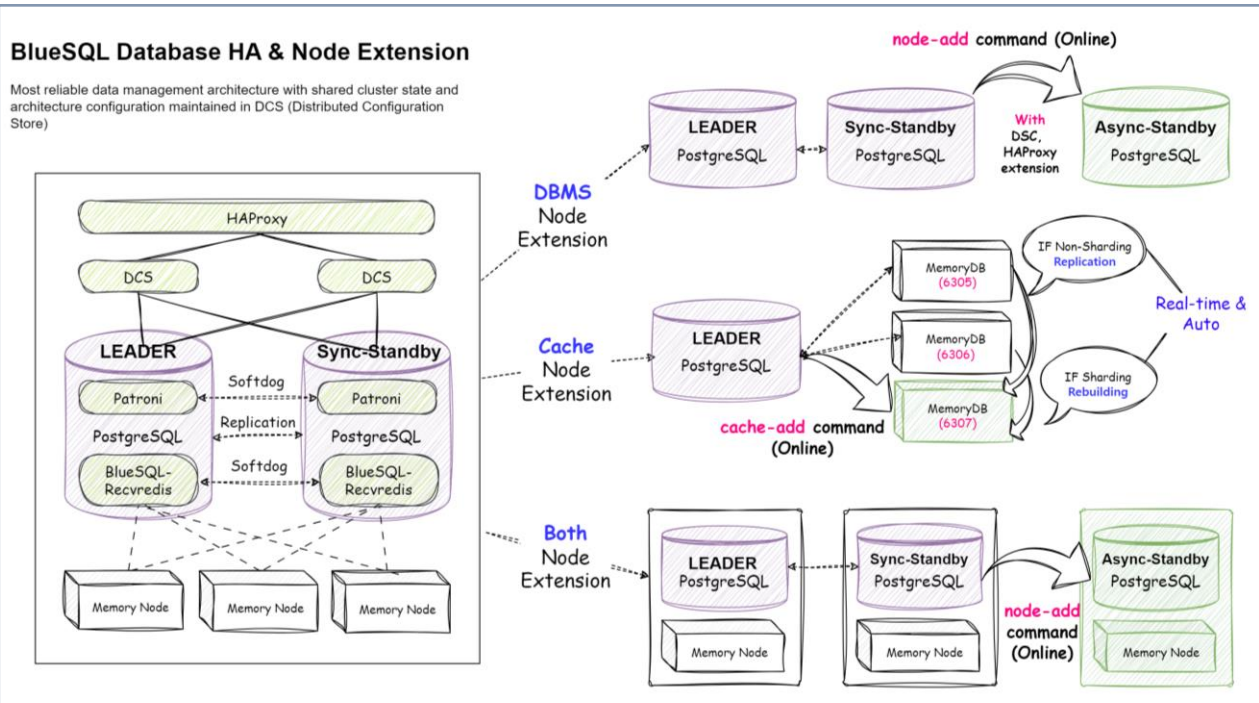 BlueSQL Database HA & Node Extension
Most reliable data management architecture with shared cluster state and
architecture configuration maintained in DCS (Distributed Configuration
Store)
HAProxy
DCS
DCS
LEADER
Sync-Standby
Patroni
Softdog
Patroni
PostgreSQL
Replication
PostgreSQL
BlueSQL-
Recvredis
Softdog
BlueSQL-
Recvredis
Memory Node
Memory Node
Memory Node
DBMS
Node
Extension
node-add command (Online)
LEADER
PostgreSQL
Sync-Standby
PostgreSQL
With
DSC,
HAProxy
extension
Async-Standby
PostgreSQL
Cache
Node
Extension
LEADER
PostgreSQL
MemoryDB
(6305)
MemoryDB
(6306)
MemoryDB
(6307)
cache-add command
(Online)
IF Non-Sharding
Replication
Real-time &
Auto
IF Sharding
Rebuilding
Both
Node
Extension
LEADER
PostgreSQL
Memory Node
Sync-Standby
PostgreSQL
Memory Node
node-add
command
(Online)
Async-Standby
PostgreSQL
Memory Node